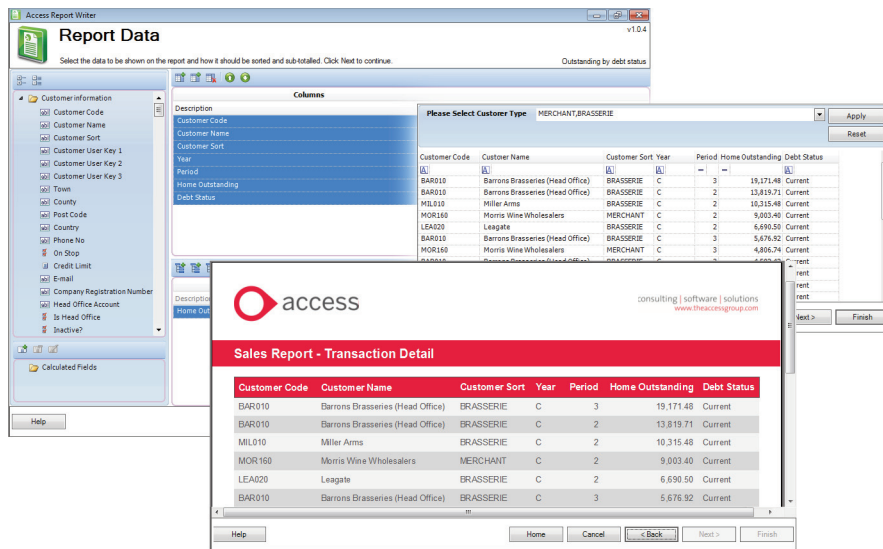 Access Report Writer
Report Data
v1.0.4
Select the data to be shown on the report and how it should be sorted and sub-totalled. Click Next to continue.
Outstanding by debt status
Customer information
Customer Code
Customer Name
Customer Sort
Customer User Key 1
Customer User Key 2
Customer User Key 3
Town
County
Post Code
Country
Phone No
On Stop
Credit Limit
E-mail
Company Registration Number
Head Office Account
Is Head Office
Inactive?
Calculated Fields
Help
Columns
Description
Customer Code
Customer Name
Customer Sort
Year
Period
Home Outstanding
Debt Status
Description
Home Out
Please Select Custorer Type MERCHANT,BRASSERIE
Apply
Reset
Customer Code Custoer Name Customer Sort Year Period Home Outstanding Debt Status
BAR010 Barrons Brasseries (Head Office) BRASSERIE C 3 19,171.48 Current
BAR010 Barrons Brasseries (Head Office) BRASSERIE C 2 13,819.71 Current
MIL010 Miller Arms BRASSERIE C 2 10,315.48 Current
MOR160 Morris Wine Wholesalers MERCHANT C 2 9,003.40 Current
LEA020 Leagate BRASSERIE C 2 6,690.50 Current
BAR010 Barrons Brasseries (Head Office) BRASSERIE C 3 5,676.92 Current
MOR160 Morris Wine Wholesalers MERCHANT C 3 4,806.74 Current
Next > Finish
access
consulting | software | solutions
www.theaccessgroup.com
Sales Report - Transaction Detail
Customer Code Customer Name Customer Sort Year Period Home Outstanding Debt Status
BAR010 Barrons Brasseries (Head Office) BRASSERIE C 3 19,171.48 Current
BAR010 Barrons Brasseries (Head Office) BRASSERIE C 2 13,819.71 Current
MIL010 Miller Arms BRASSERIE C 2 10,315.48 Current
MOR160 Morris Wine Wholesalers MERCHANT C 2 9,003.40 Current
LEA020 Leagate BRASSERIE C 2 6,690.50 Current
BAR010 Barrons Brasseries (Head Office) BRASSERIE C 3 5,676.92 Current
Help Home Cancel < Back Next > Finish